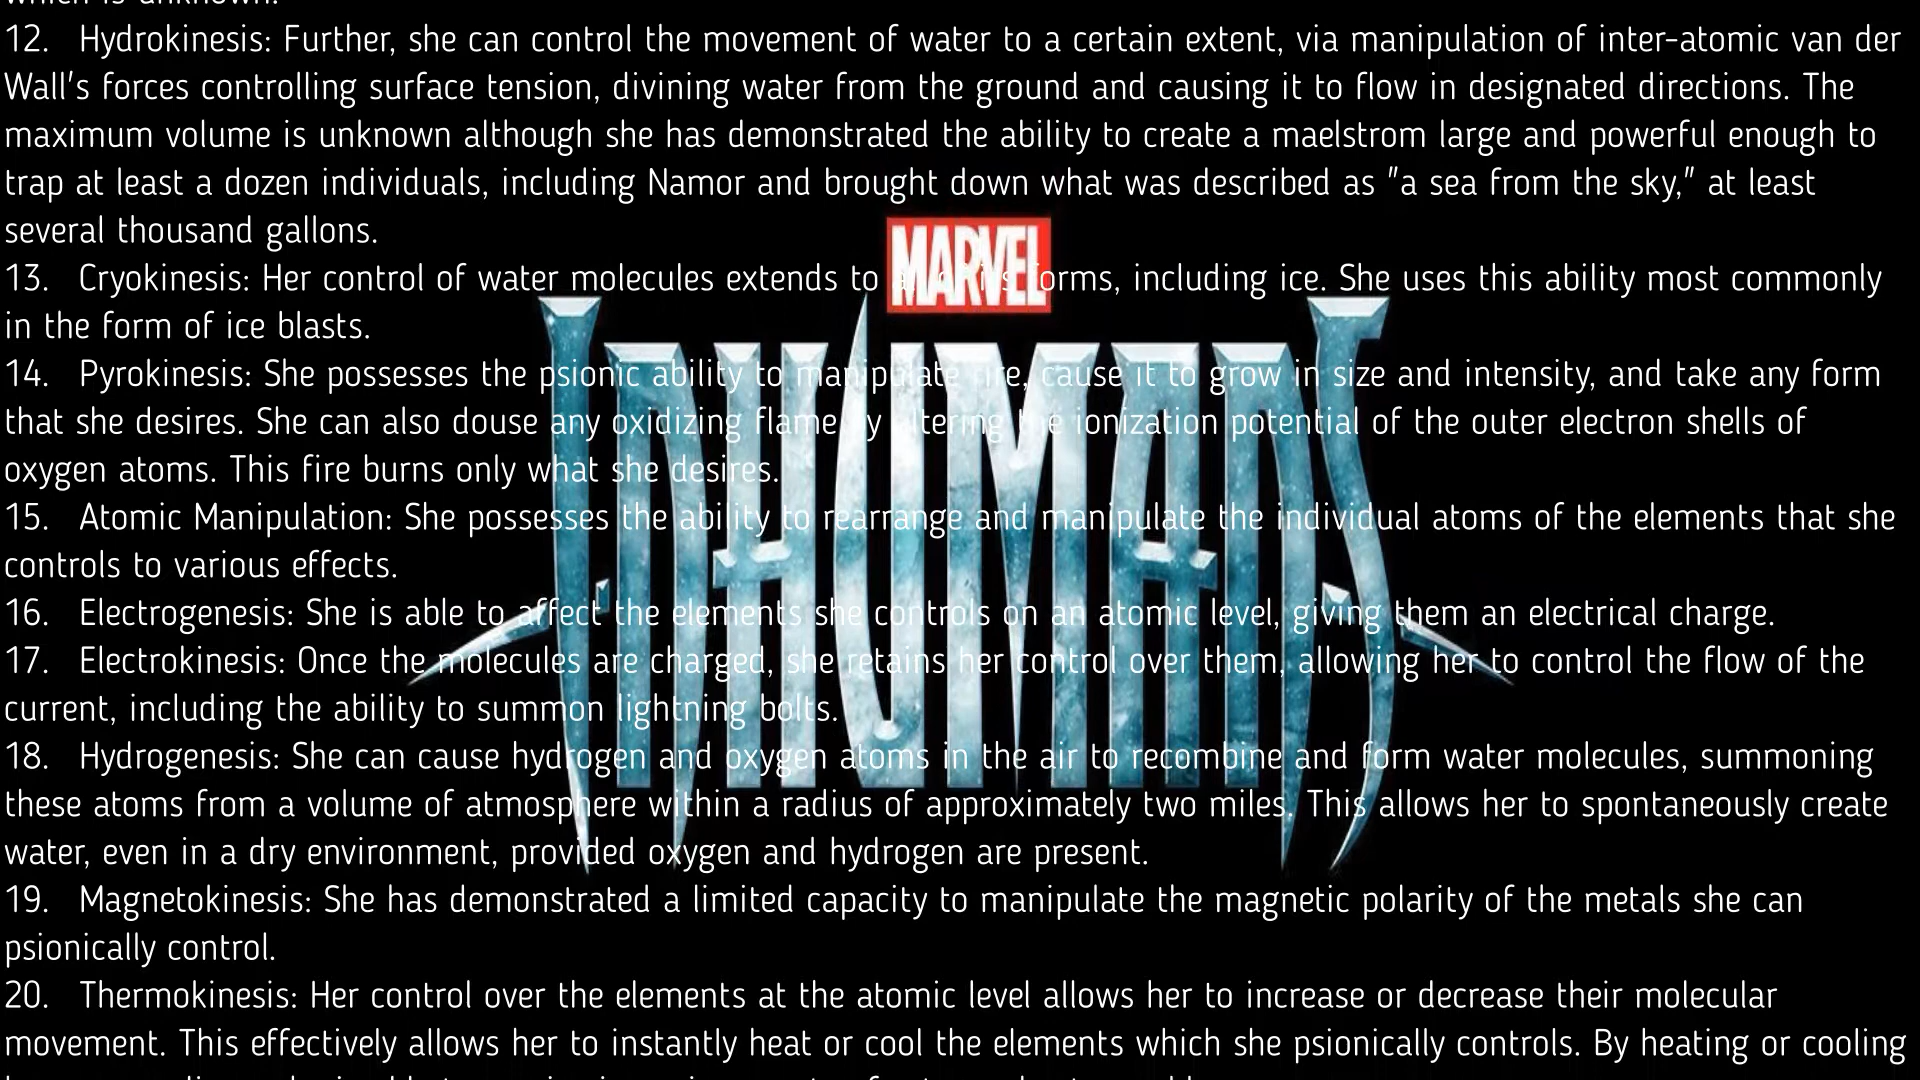 which is unknown.
12. Hydrokinesis: Further, she can control the movement of water to a certain extent, via manipulation of inter-atomic van der
Wall's forces controlling surface tension, divining water from the ground and causing it to flow in designated directions. The
maximum volume is unknown although she has demonstrated the ability to create a maelstrom large and powerful enough to
trap at least a dozen individuals, including Namor and brought down what was described as "a sea from the sky," at least
several thousand gallons.
MARVEL
13. Cryokinesis: Her control of water molecules extends to forms, including ice. She uses this ability most commonly
in the form of ice blasts.
INHUMANS
14. Pyrokinesis: She possesses the psionic ability to manipulate fire, cause it to grow in size and intensity, and take any form
that she desires. She can also douse any oxidizing flame by altering the ionization potential of the outer electron shells of
oxygen atoms. This fire burns only what she desires.
15. Atomic Manipulation: She possesses the ability to rearrange and manipulate the individual atoms of the elements that she
controls to various effects.
16. Electrogenesis: She is able to affect the elements she controls on an atomic level, giving them an electrical charge.
17. Electrokinesis: Once the molecules are charged, she retains her control over them, allowing her to control the flow of the
current, including the ability to summon lightning bolts.
18. Hydrogenesis: She can cause hydrogen and oxygen atoms in the air to recombine and form water molecules, summoning
these atoms from a volume of atmosphere within a radius of approximately two miles. This allows her to spontaneously create
water, even in a dry environment, provided oxygen and hydrogen are present.
19. Magnetokinesis: She has demonstrated a limited capacity to manipulate the magnetic polarity of the metals she can
psionically control.
20. Thermokinesis: Her control over the elements at the atomic level allows her to increase or decrease their molecular
movement. This effectively allows her to instantly heat or cool the elements which she psionically controls. By heating or cooling